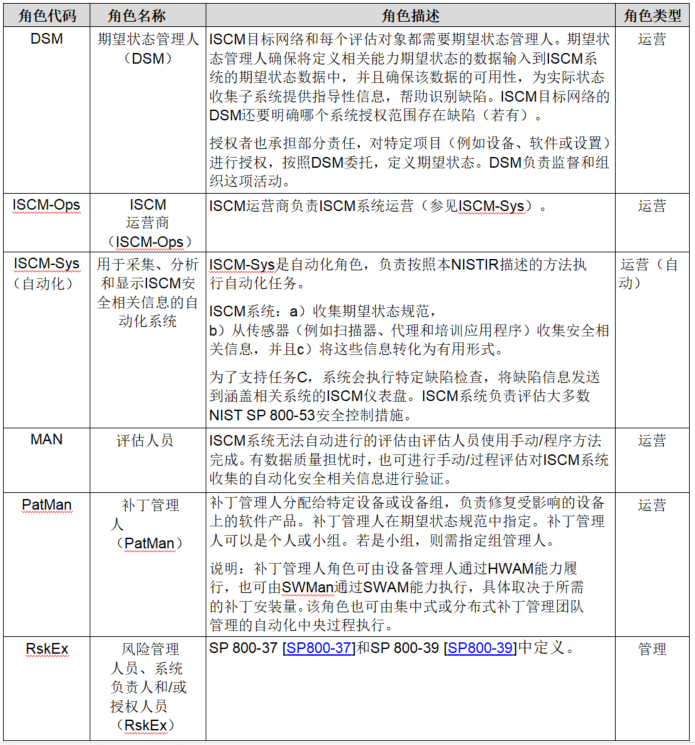 角色代码 角色名称 角色描述 角色类型
DSM
期望状态管理人
（DSM）
ISCM目标网络和每个评估对象都需要期望状态管理人。期望状
态管理人确保将定义相关能力期望状态的数据输入到ISCM系
统的期望状态数据中，并且确保该数据的可用性，为实际状态
收集子系统提供指导性信息，帮助识别缺陷。ISCM目标网络的
DSM还要明确哪个系统授权范围存在缺陷（若有）。
授权者也承担部分责任，对特定项目（例如设备、软件或设置）
进行授权，按照DSM委托，定义期望状态。DSM负责监督和组
织这项活动。
运营
ISCM-Ops
ISCM
运营商
（ISCM-Ops）
ISCM运营商负责ISCM系统运营（参见ISCM-Sys）。
运营
ISCM-Sys
（自动化）
用于采集、分析
和显示ISCM安
全相关信息的自
动化系统
ISCM-Sys是自动化角色，负责按照本NISTIR描述的方法执
行自动化任务。
ISCM系统：a）收集期望状态规范，
b）从传感器（例如扫描器、代理和培训应用程序）收集安全相
关信息，并且c）将这些信息转化为有用形式。
为了支持任务C，系统会执行特定缺陷检查，将缺陷信息发送
到涵盖相关系统的ISCM仪表盘。ISCM系统负责评估大多数
NIST SP 800-53安全控制措施。
运营（自
动）
MAN
评估人员
ISCM系统无法自动进行的评估由评估人员使用手动/程序方法
完成。有数据质量担忧时，也可进行手动/过程评估对ISCM系统
收集的自动化安全相关信息进行验证。
运营
PatMan
补丁管理
人
（PatMan）
补丁管理人分配给特定设备或设备组，负责修复受影响的设备
上的软件产品。补丁管理人在期望状态规范中指定。补丁管理
人可以是个人或小组。若是小组，则需指定组管理人。
说明：补丁管理人角色可由设备管理人通过HWAM能力履
行，也可由SWMan通过SWAM能力执行，具体取决于所需
的补丁安装量。该角色也可由集中式或分布式补丁管理团队
管理的自动化中央过程执行。
运营
RskEx
风险管理
人员、系统
负责人和/或
授权人员
（RskEx）
SP 800-37 [SP800-37]和SP 800-39 [SP800-39]中定义。
管理